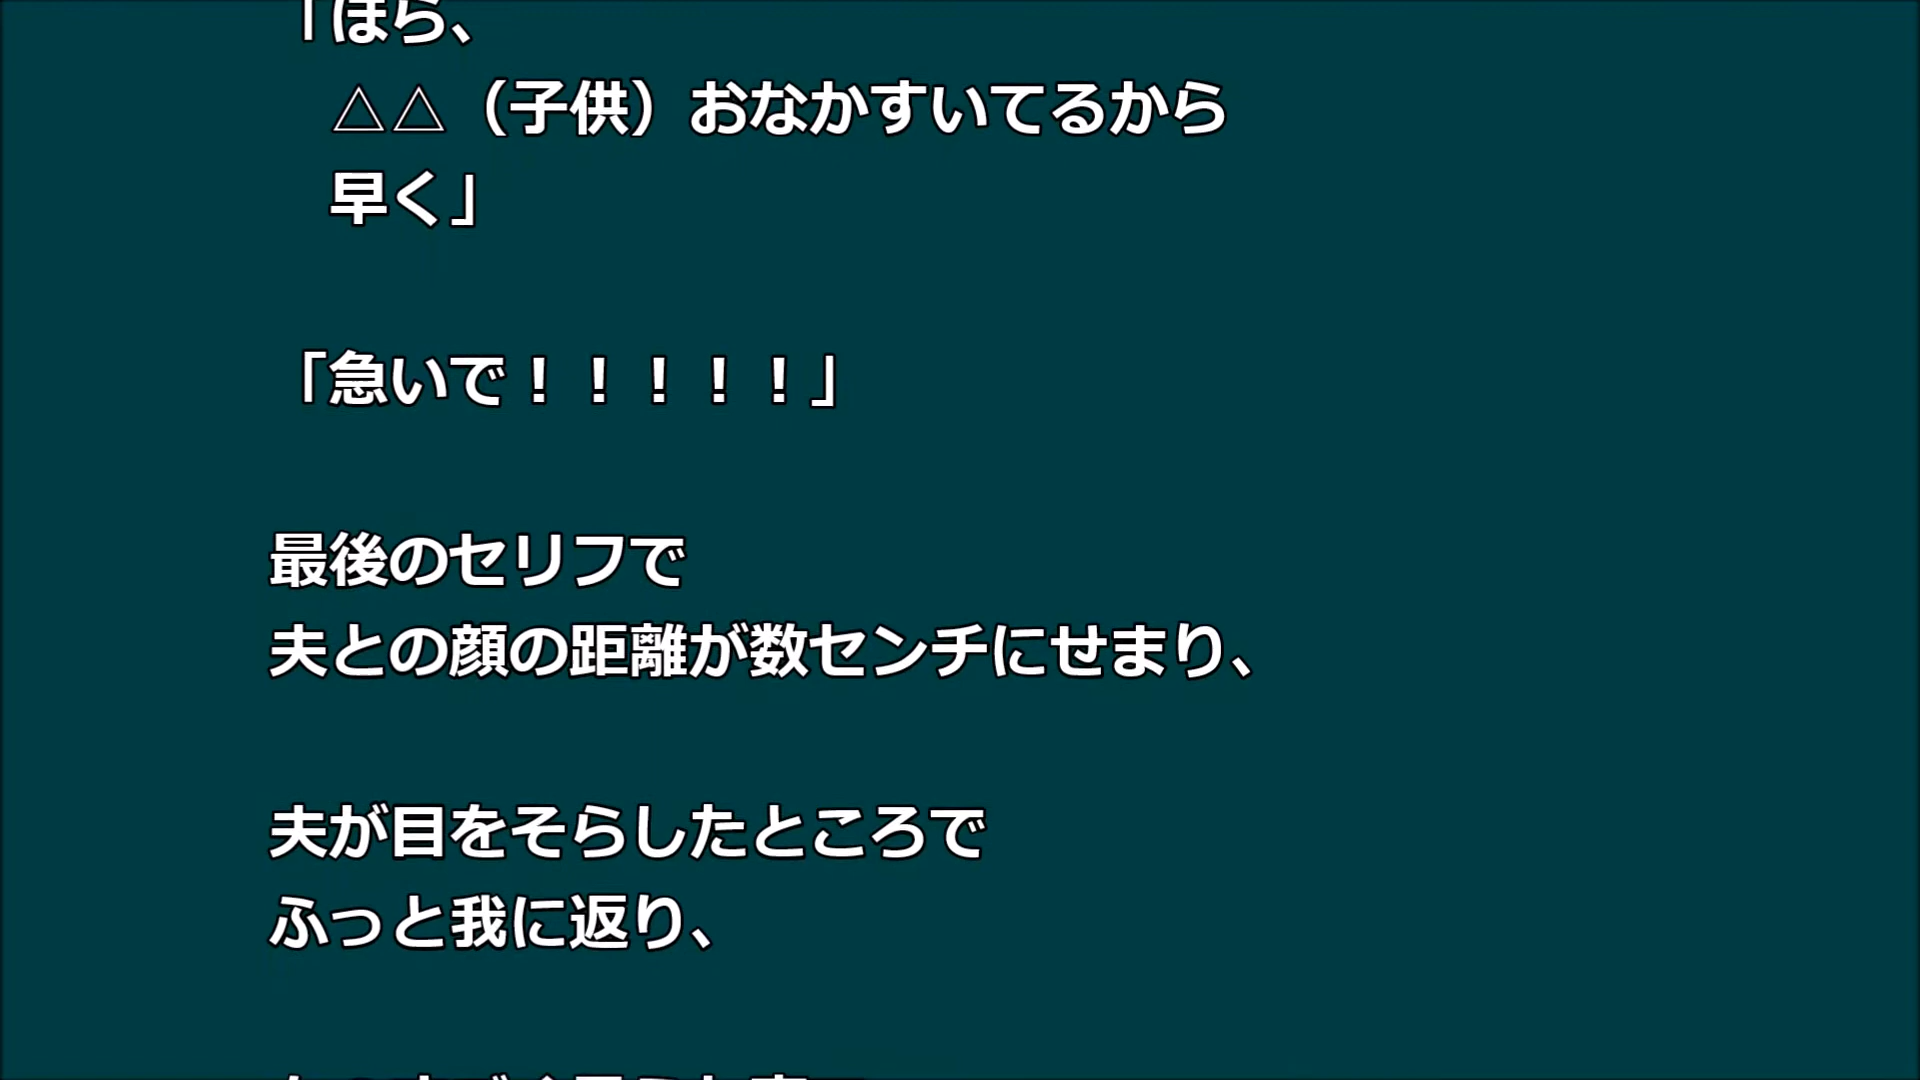 「ほら、
△△（子供）おなかすいてるから
早く」
「急いで！！！！！」
最後のセリフで
夫との顔の距離が数センチにせまり、
夫が目をそらしたところで
ふっと我に返り、